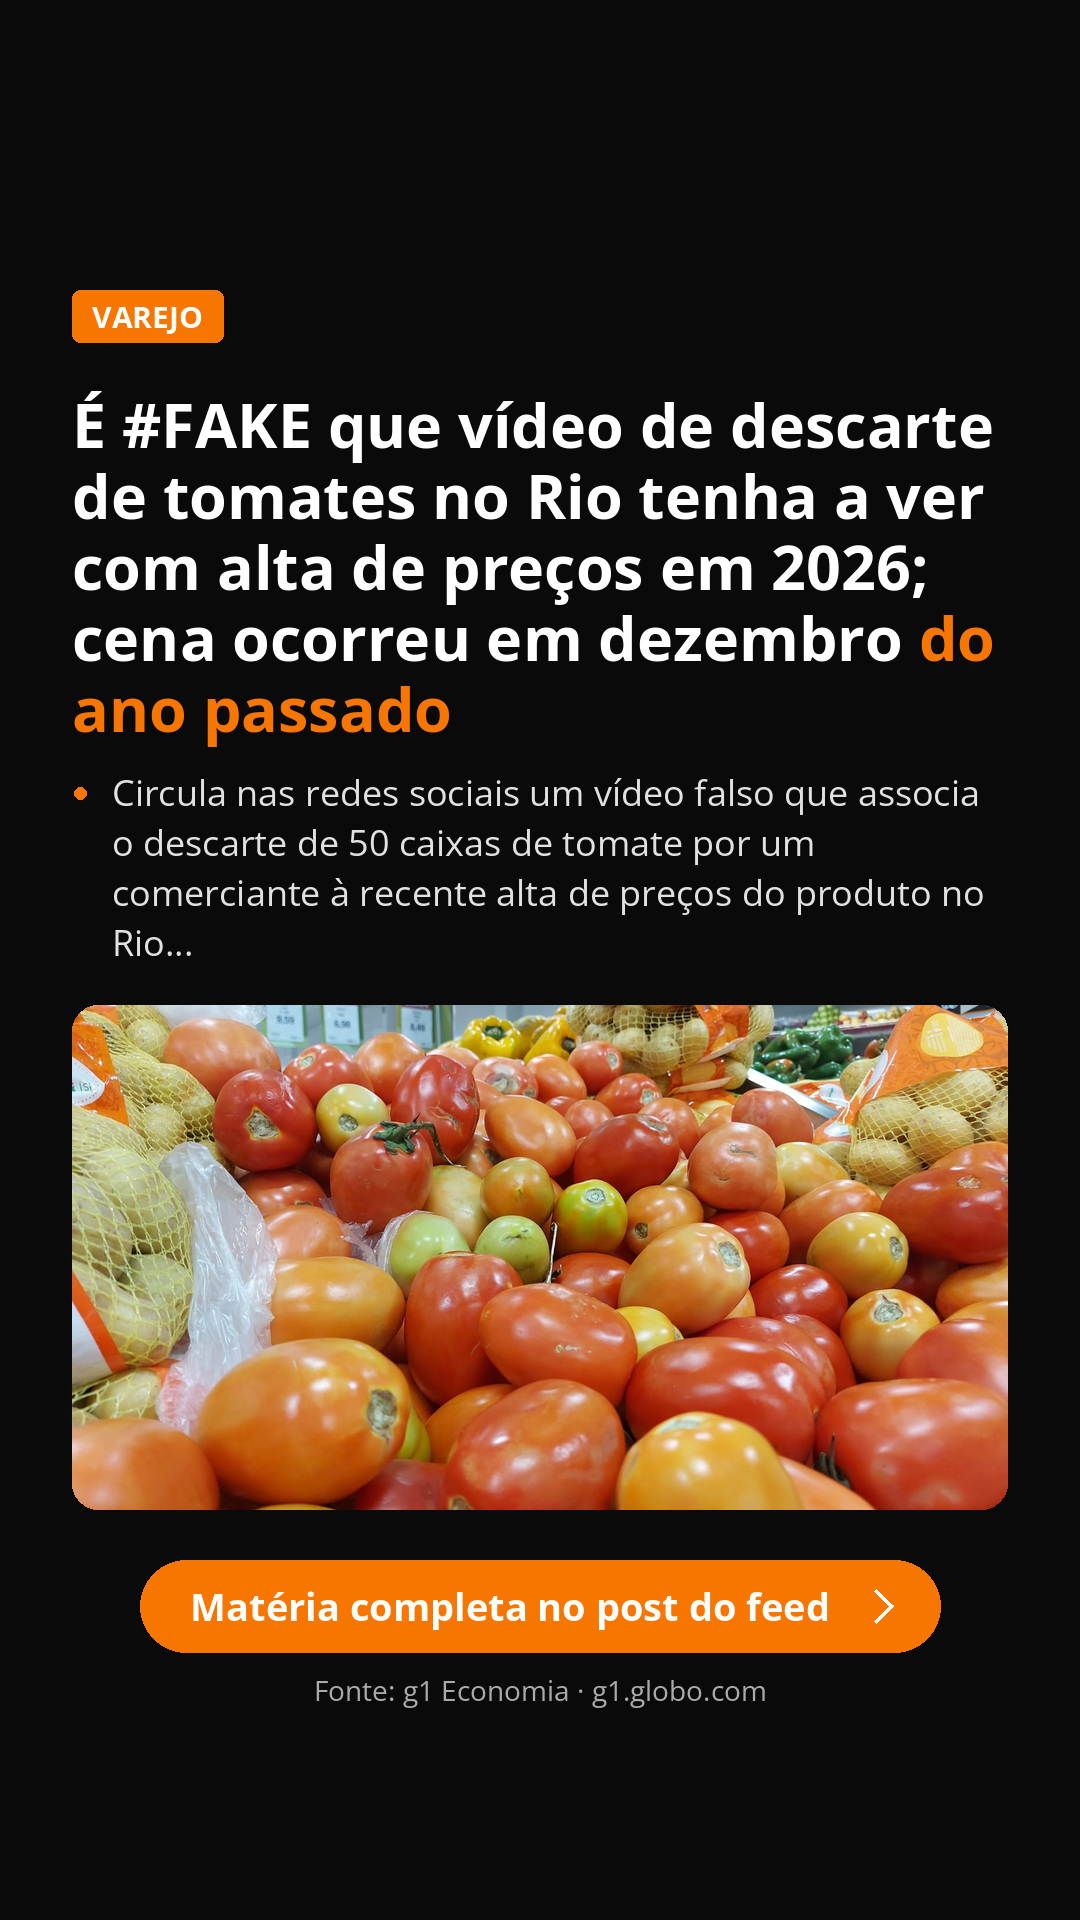 VAREJO
É #FAKE que vídeo de descarte
de tomates no Rio tenha a ver
com alta de preços em 2026;
cena ocorreu em dezembro do
ano passado
Circula nas redes sociais um vídeo falso que associa
o descarte de 50 caixas de tomate por um
comerciante à recente alta de preços do produto no
Rio...
Matéria completa no post do feed
Fonte: g1 Economia · g1.globo.com